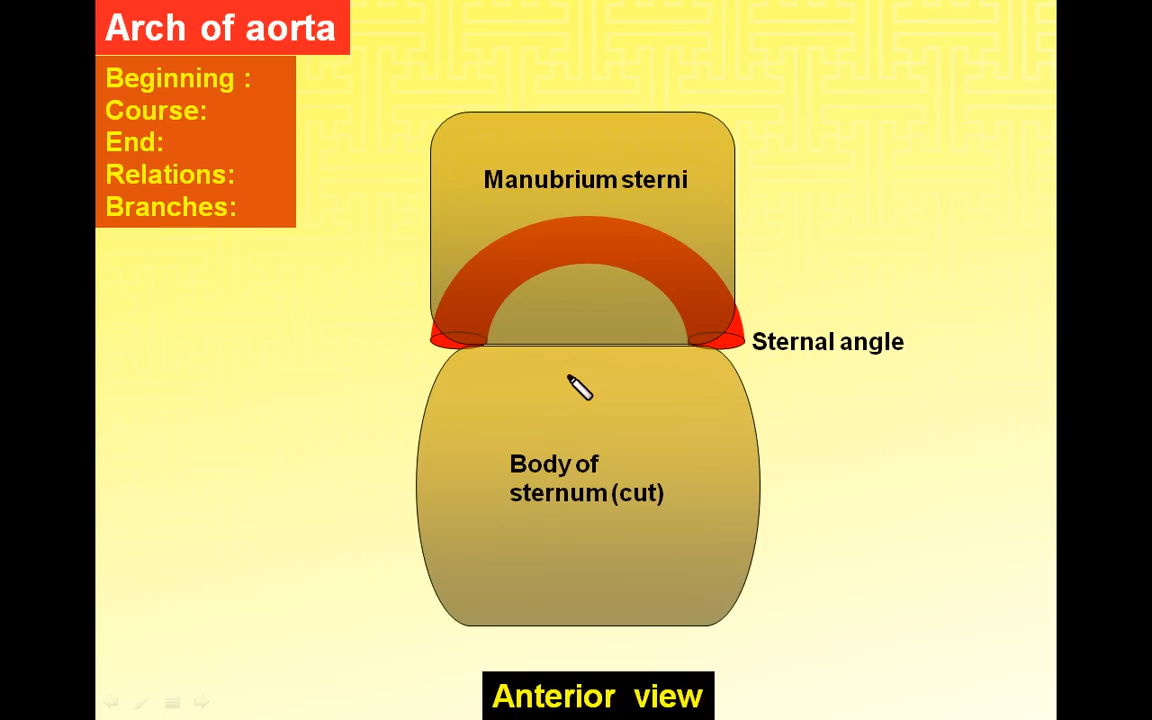 Arch of aorta
Beginning :
Course:
End:
Relations:
Branches:
Manubrium sterni
Sternal angle
Body of
sternum (cut)
Anterior view